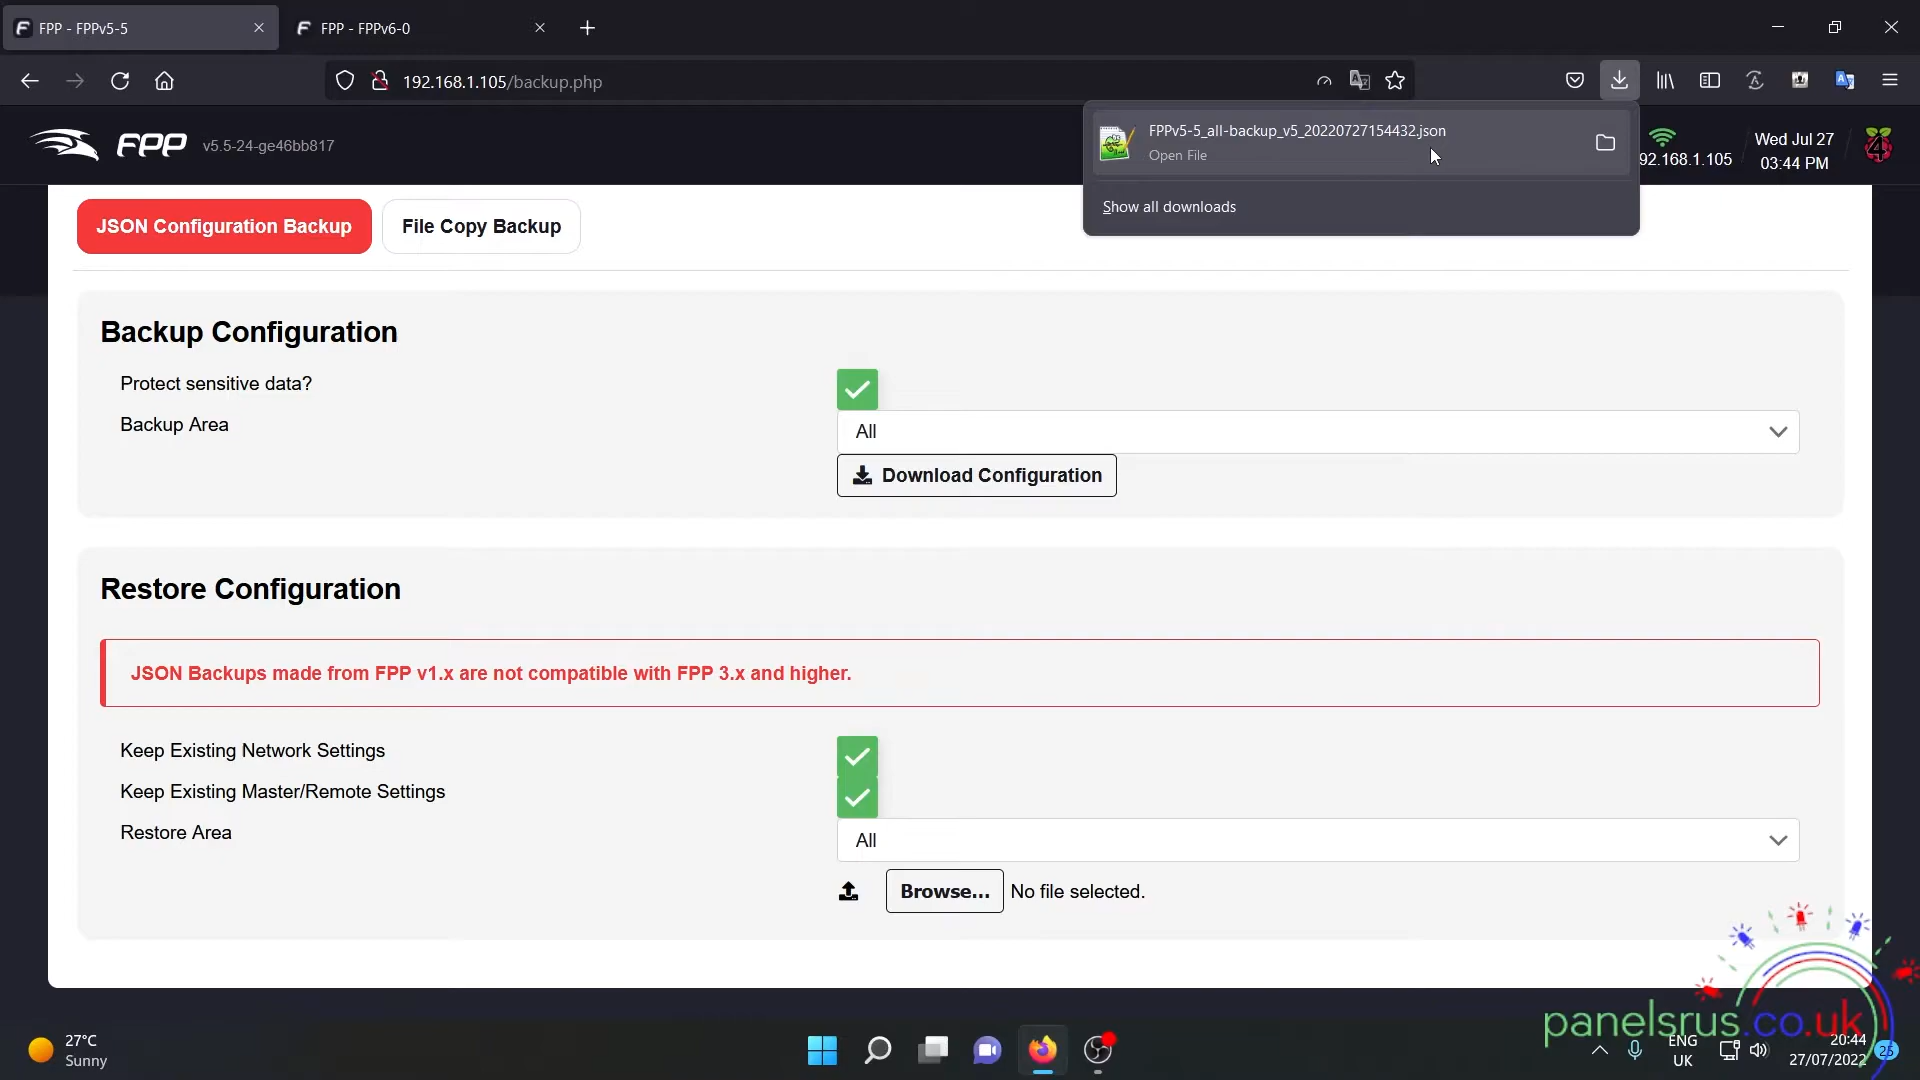 FPP - FPPv5-5
FPP - FPPv6-0
192.168.1.105/backup.php
FPP v5.5-24-ge46bb817
FPPv5-5_all-backup_v5_20220727154432.json
Open File
Show all downloads
92.168.1.105
Wed Jul 27
03:44 PM
4
JSON Configuration Backup
File Copy Backup
Backup Configuration
Protect sensitive data?
Backup Area
All
Download Configuration
Restore Configuration
JSON Backups made from FPP v1.x are not compatible with FPP 3.x and higher.
Keep Existing Network Settings
Keep Existing Master/Remote Settings
Restore Area
All
Browse... No file selected.
panelsrus.co.uk
27°C
Sunny
ENG
UK
20:44
27/07/2022
25